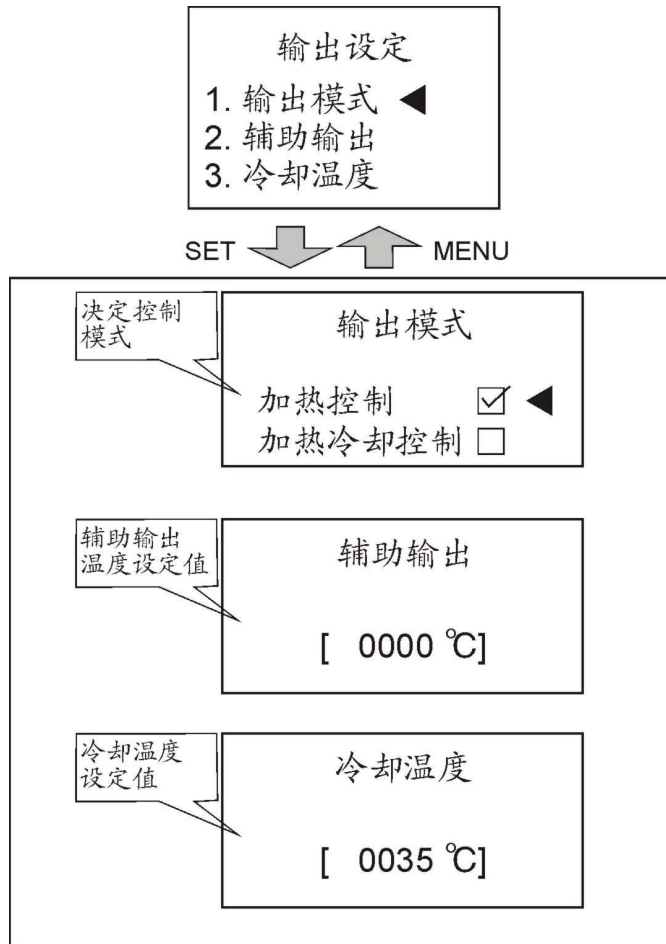 输出设定
1. 输出模式 ◀
2. 辅助输出
3. 冷却温度
SET MENU
决定控制
模式
输出模式
加热控制 ☑ ◀
加热冷却控制 ☐
辅助输出
温度设定值
辅助输出
[ 0000 ℃]
冷却温度
设定值
冷却温度
[ 0035 ℃]